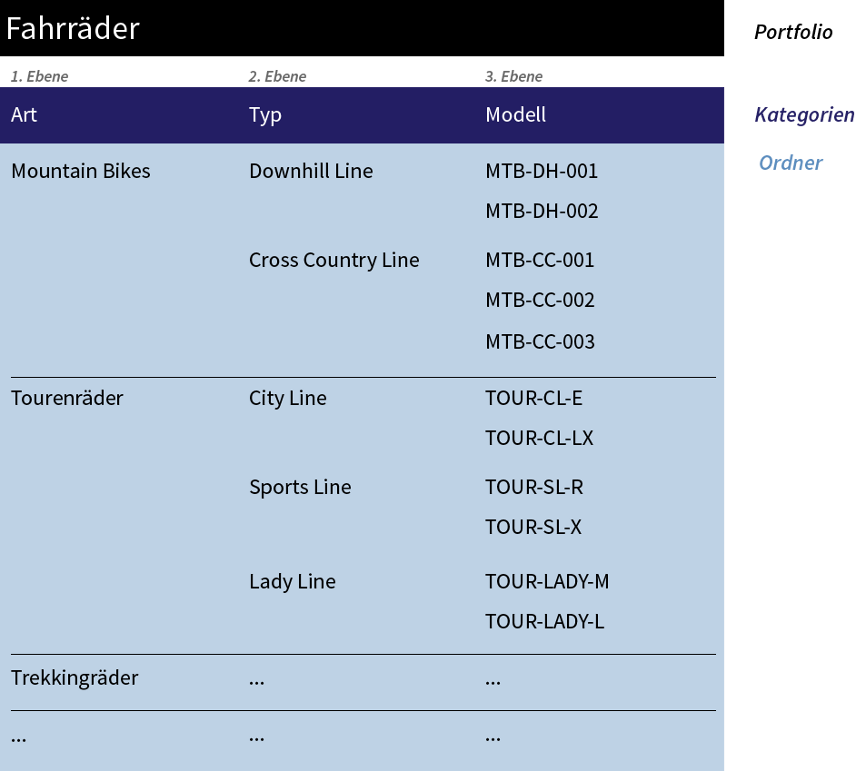 Fahrräder Portfolio
1. Ebene 2. Ebene 3. Ebene
Art Typ Modell Kategorien
Ordner
Mountain Bikes Downhill Line MTB-DH-001
MTB-DH-002
Cross Country Line MTB-CC-001
MTB-CC-002
MTB-CC-003
Tourenräder City Line TOUR-CL-E
TOUR-CL-LX
Sports Line TOUR-SL-R
TOUR-SL-X
Lady Line TOUR-LADY-M
TOUR-LADY-L
Trekkingräder ... ...
... ... ...